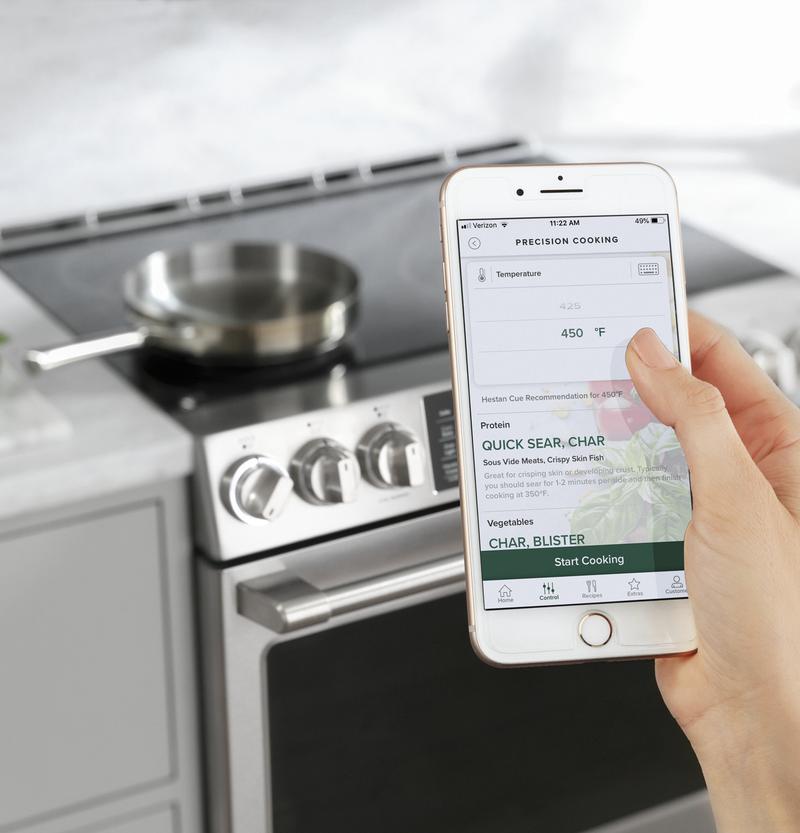 Verizon 11:22 AM 49%
PRECISION COOKING
Temperature
425
450 °F
Hestan Cue Recommendation for 450°F
Protein
QUICK SEAR, CHAR
Sous Vide Meats, Crispy Skin Fish
Great for crisping skin or developing crust. Typically
you should sear for 1-2 minutes per side and then finish
cooking at 350°F.
Vegetables
CHAR, BLISTER
Start Cooking
Home Control Recipes Extras